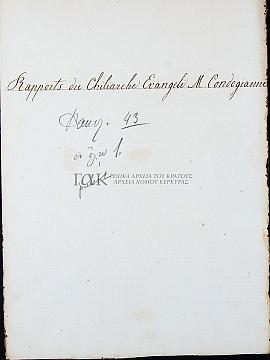 Rapports du Chiliarche Evangeli M Condogianni
Φακ. 43
ΓΑΚ ΓΕΝΙΚΑ ΑΡΧΕΙΑ ΤΟΥ ΚΡΑΤΟΥΣ
ΑΡΧΕΙΑ ΝΟΜΟΥ ΚΕΡΚΥΡΑΣ